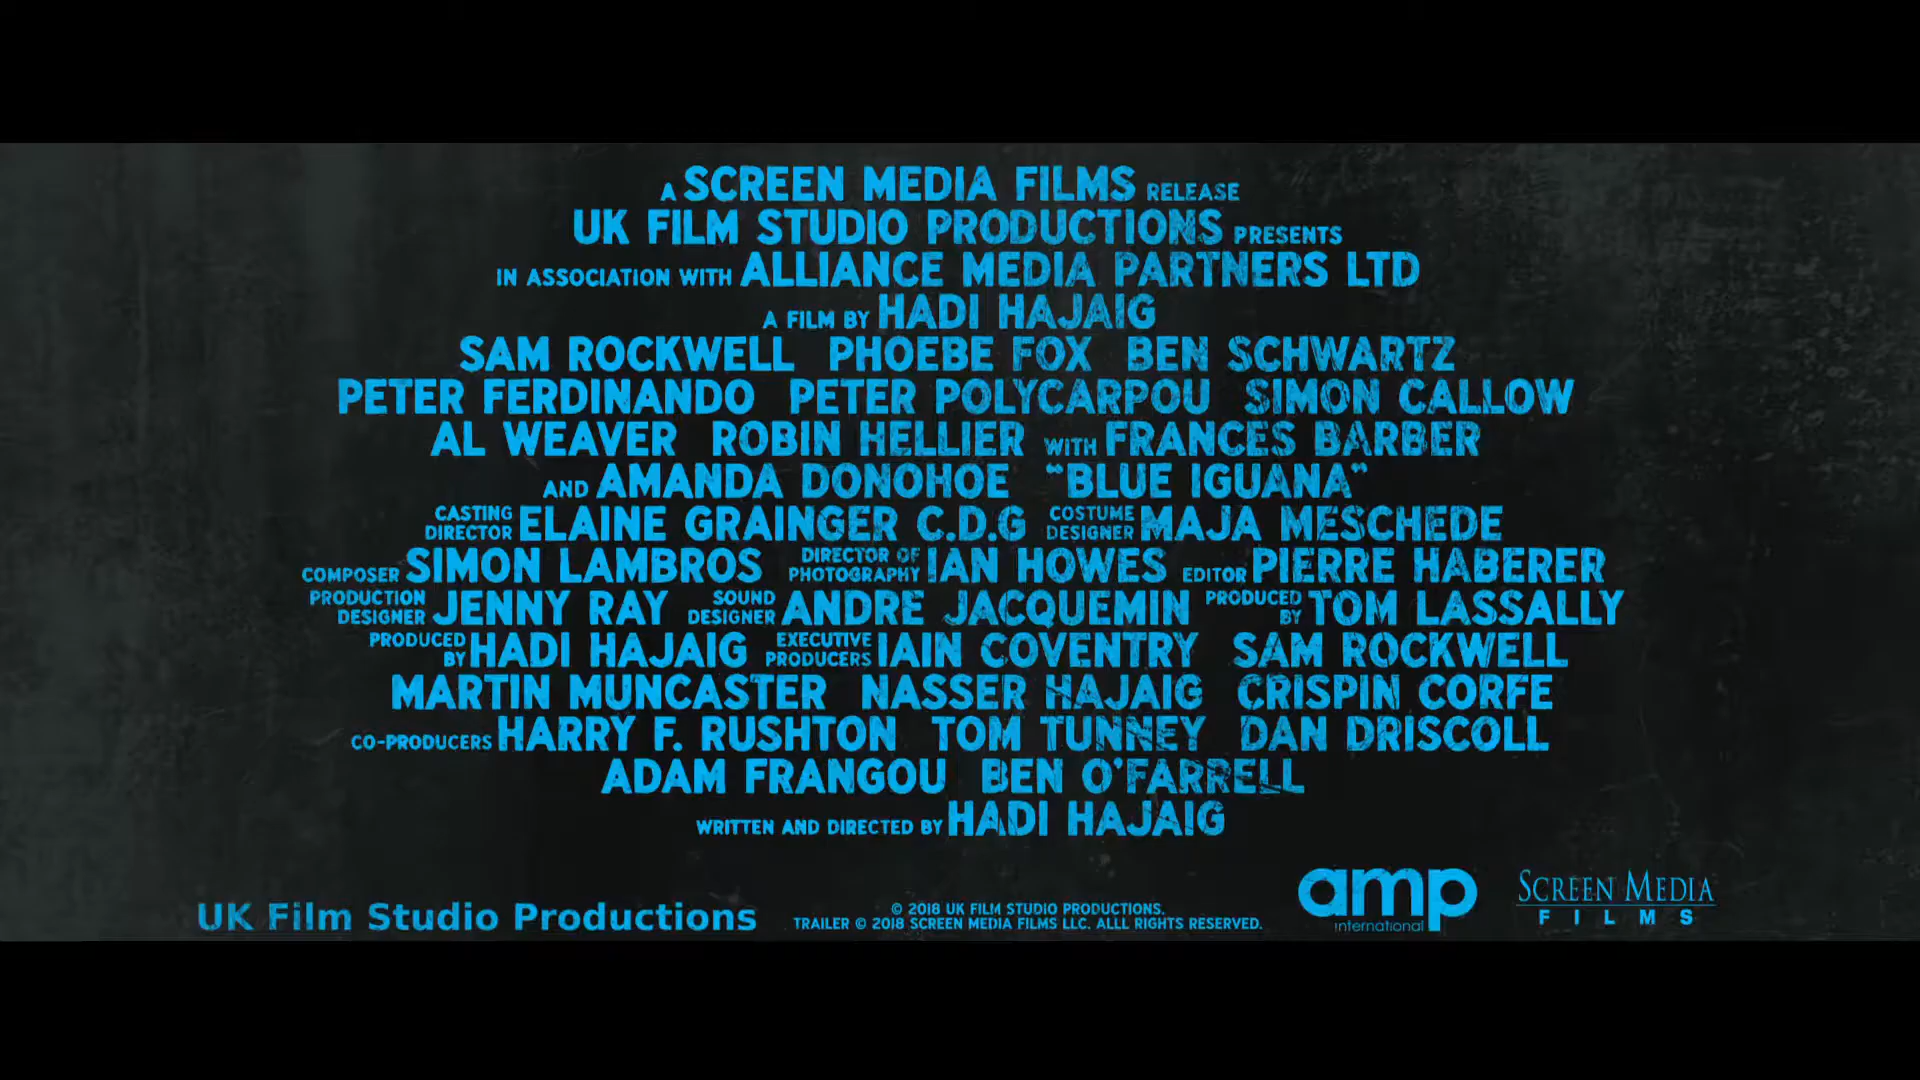 A SCREEN MEDIA FILMS RELEASE
UK FILM STUDIO PRODUCTIONS PRESENTS
IN ASSOCIATION WITH ALLIANCE MEDIA PARTNERS LTD
A FILM BY HADI HAJAIG
SAM ROCKWELL PHOEBE FOX BEN SCHWARTZ
PETER FERDINANDO PETER POLYCARPOU SIMON CALLOW
AL WEAVER ROBIN HELLIER WITH FRANCES BARBER
AND AMANDA DONOHOE "BLUE IGUANA"
CASTING DIRECTOR ELAINE GRAINGER C.D.G COSTUME DESIGNER MAJA MESCHEDE
COMPOSER SIMON LAMBROS DIRECTOR OF PHOTOGRAPHY IAN HOWES EDITOR PIERRE HABERER
PRODUCTION DESIGNER JENNY RAY SOUND DESIGNER ANDRE JACQUEMIN PRODUCED BY TOM LASSALLY
PRODUCED BY HADI HAJAIG EXECUTIVE PRODUCERS IAIN COVENTRY SAM ROCKWELL
MARTIN MUNCASTER NASSER HAJAIG CRISPIN CORFE
CO-PRODUCERS HARRY F. RUSHTON TOM TUNNEY DAN DRISCOLL
ADAM FRANGOU BEN O'FARRELL
WRITTEN AND DIRECTED BY HADI HAJAIG
UK Film Studio Productions
© 2018 UK FILM STUDIO PRODUCTIONS.
TRAILER © 2018 SCREEN MEDIA FILMS LLC. ALLL RIGHTS RESERVED.
amp
international
SCREEN MEDIA
FILMS